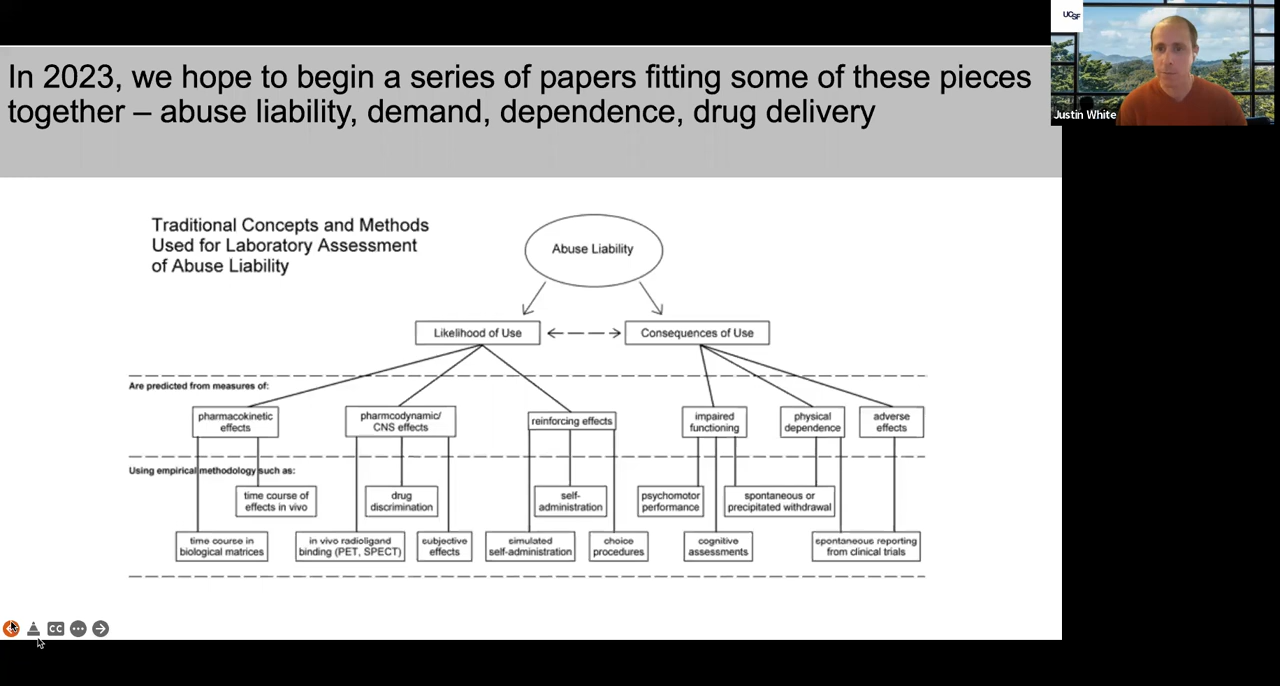 In 2023, we hope to begin a series of papers fitting some of these pieces
together – abuse liability, demand, dependence, drug delivery
UCSF
Justin White
Traditional Concepts and Methods
Used for Laboratory Assessment
of Abuse Liability
Abuse Liability
Likelihood of Use
Consequences of Use
Are predicted from measures of:
pharmacokinetic
effects
pharmcodynamic/
CNS effects
reinforcing effects
impaired
functioning
physical
dependence
adverse
effects
Using empirical methodology such as:
time course of
effects in vivo
drug
discrimination
self-
administration
psychomotor
performance
spontaneous or
precipitated withdrawal
time course in
biological matrices
in vivo radioligand
binding (PET, SPECT)
subjective
effects
simulated
self-administration
choice
procedures
cognitive
assessments
spontaneous reporting
from clinical trials
CC